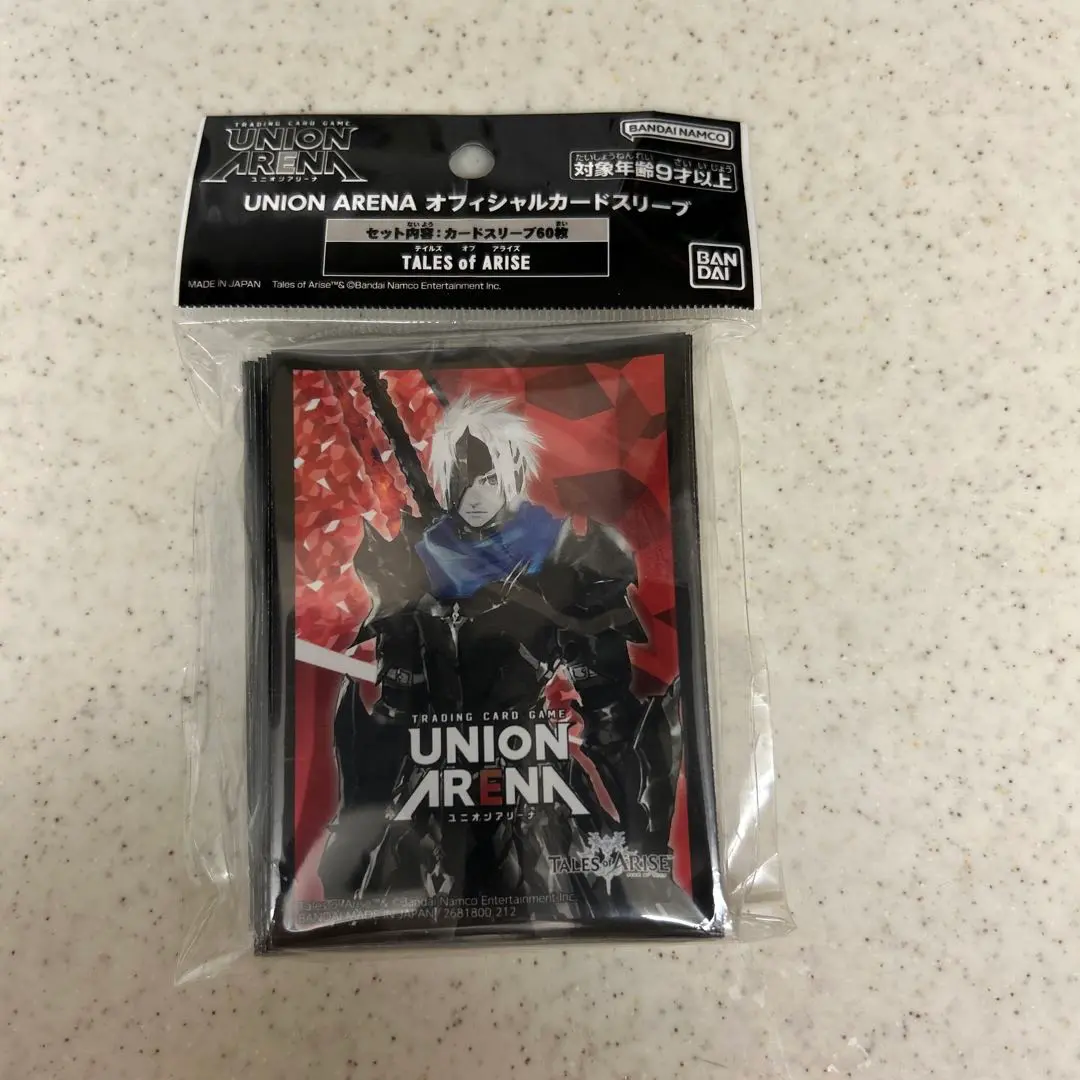 TRADING CARD GAME
UNION
ARENA
ユニオンアリーナ
BANDAI NAMCO
たいしょうねんれい さい いじょう
対象年齢9才以上
UNION ARENA オフィシャルカードスリーブ
ないよう まい
セット内容:カードスリーブ60枚
テイルズ オブ アライズ
TALES of ARISE
BAN
DAI
MADE IN JAPAN Tales of Arise™& ©Bandai Namco Entertainment Inc.
TRADING CARD GAME
UNION
ARENA
ユニオンアリーナ
TALES of ARISE
Tales of Arise™& ©Bandai Namco Entertainment Inc.
BANDAI MADE IN JAPAN 2681800_212